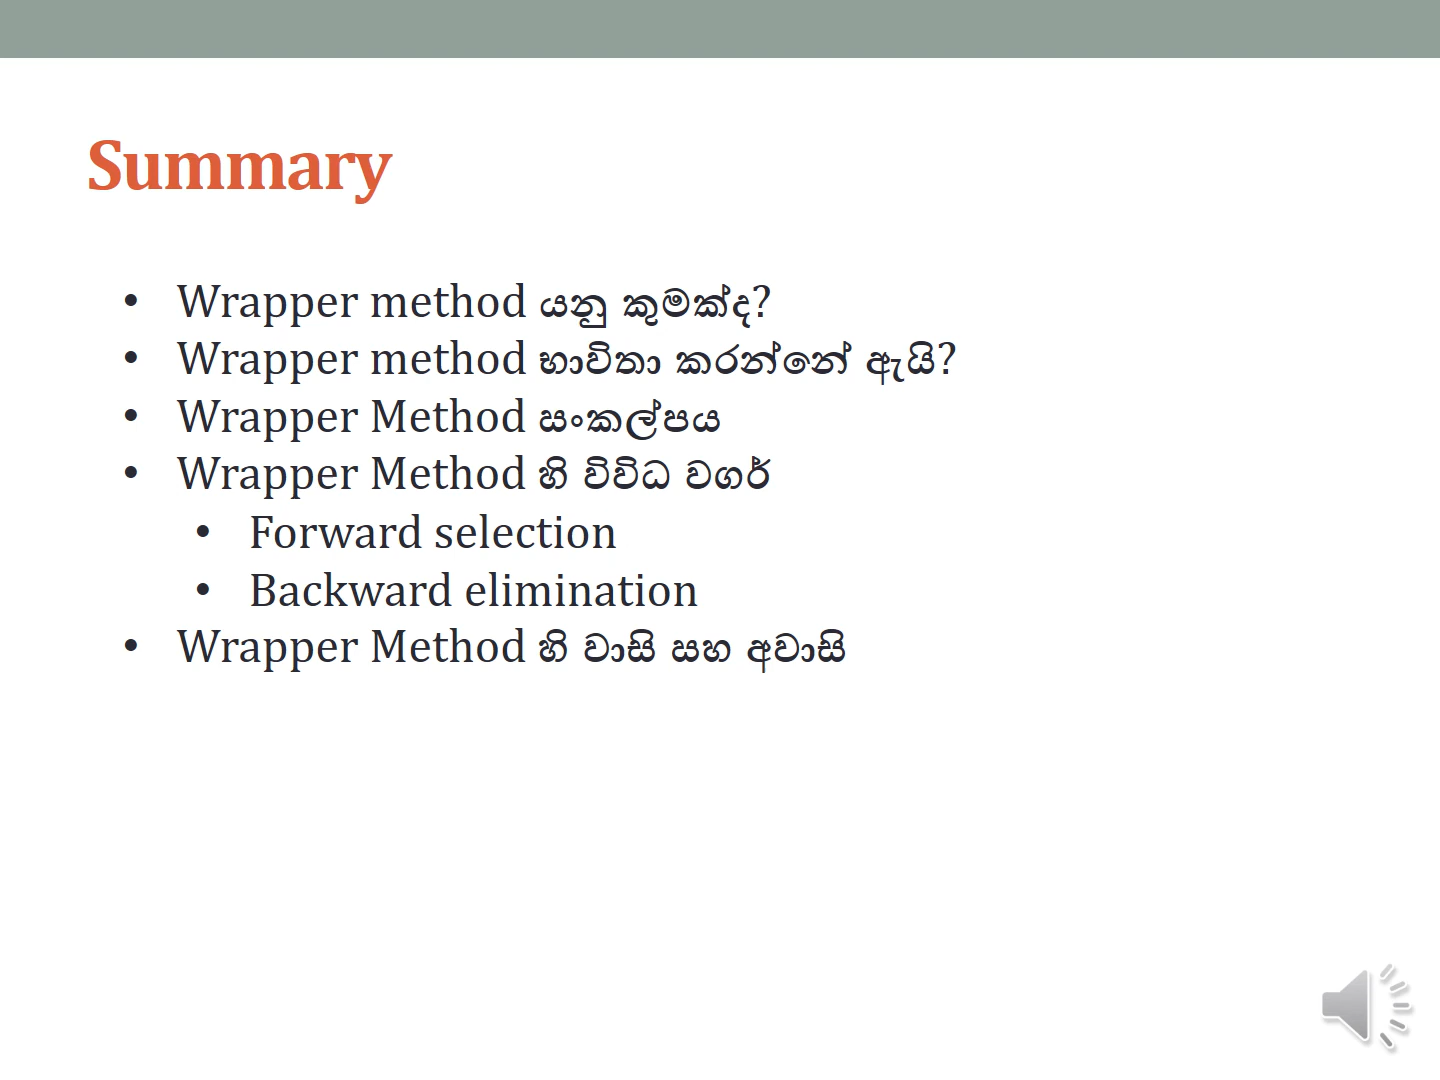 Summary
• Wrapper method යනු කුමක්ද?
• Wrapper method භාවිතා කරන්නේ ඇයි?
• Wrapper Method සංකල්පය
• Wrapper Method හි විවිධ වර්ග
• Forward selection
• Backward elimination
• Wrapper Method හි වාසි සහ අවාසි